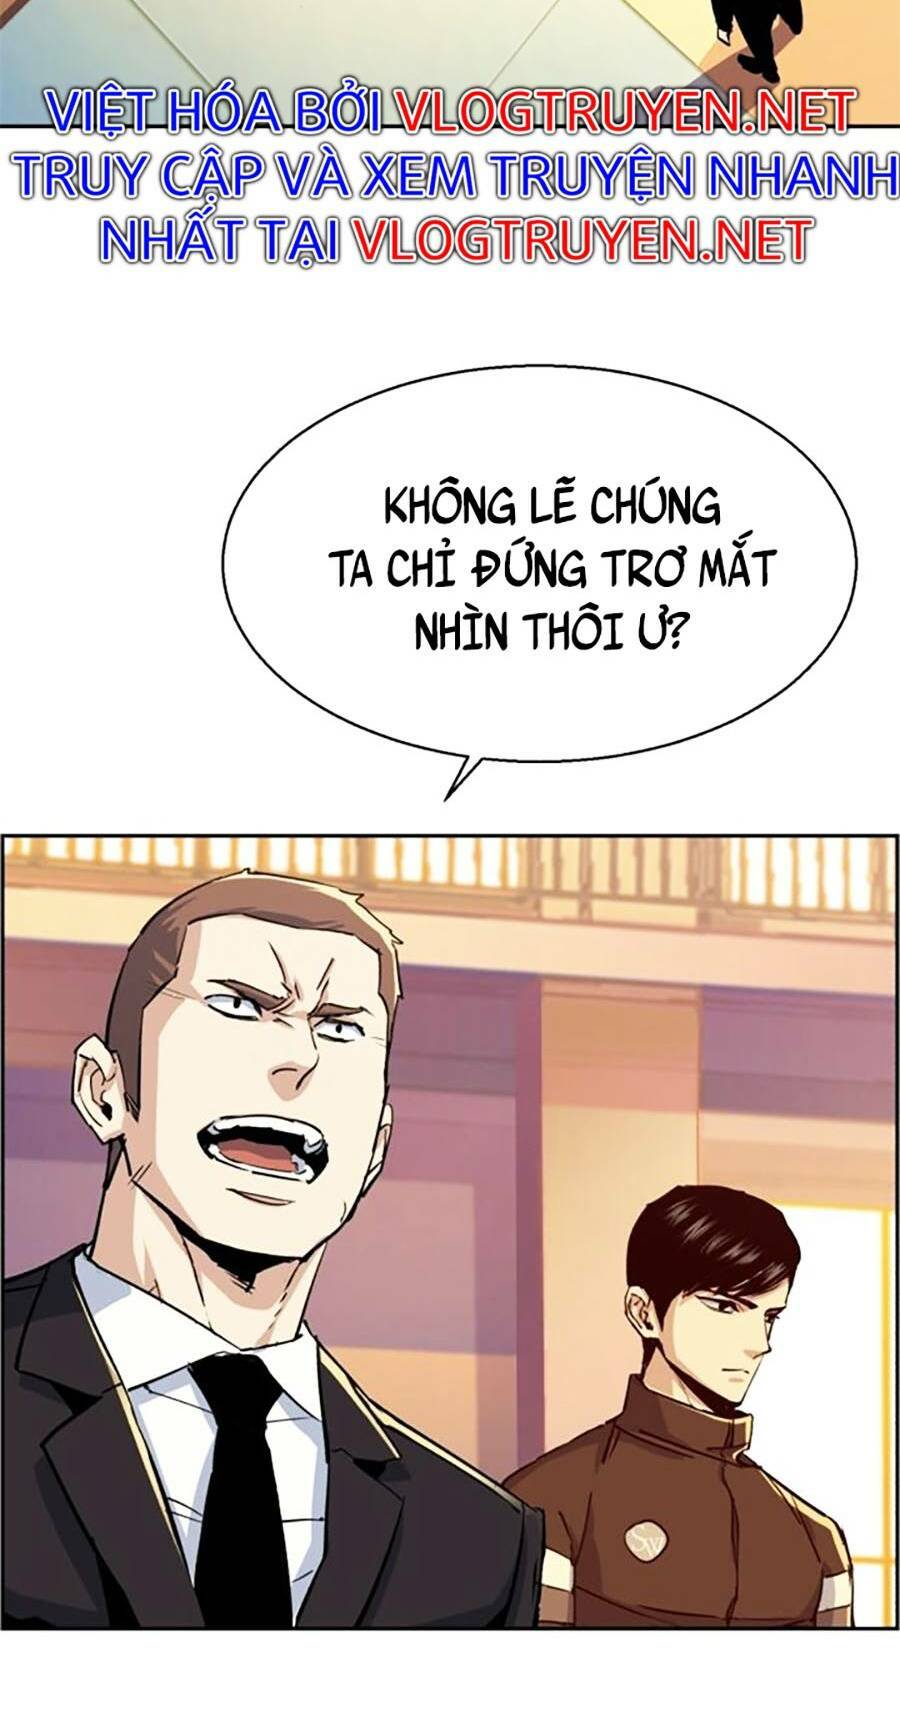 VIỆT HÓA BỞI VLOGTRUYEN.NET
TRUY CẬP VÀ XEM TRUYỆN NHANH
NHẤT TẠI VLOGTRUYEN.NET
KHÔNG LẼ CHÚNG
TA CHỈ ĐỨNG TRƠ MẮT
NHÌN THÔI Ư?
SW